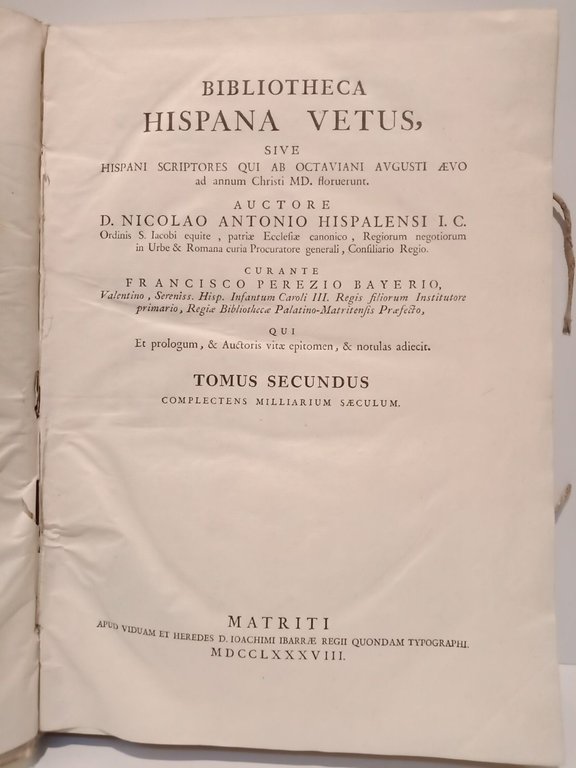 BIBLIOTHECA
HISPANA VETUS,
SIVE
HISPANI SCRIPTORES QUI AB OCTAVIANI AVGUSTI ÆVO
ad annum Christi MD. floruerunt.
AUCTORE
D. NICOLAO ANTONIO HISPALENSI I. C.
Ordinis S. Iacobi equite, patriæ Ecclesiæ canonico, Regiorum negotiorum
in Urbe & Romana curia Procuratore generali, Consiliario Regio.
CURANTE
FRANCISCO PEREZIO BAYERIO,
Valentino, Sereniss. Hisp. Infantum Caroli III. Regis filiorum Institutore
primario, Regiæ Bibliothecæ Palatino-Matritensis Præfecto,
QUI
Et prologum, & Auctoris vitæ epitomen, & notulas adiecit.
TOMUS SECUNDUS
COMPLECTENS MILLIARIUM SÆCULUM.
MATRITI
APUD VIDUAM ET HEREDES D. IOACHIMI IBARRÆ REGII QUONDAM TYPOGRAPHI.
MDCCLXXXVIII.